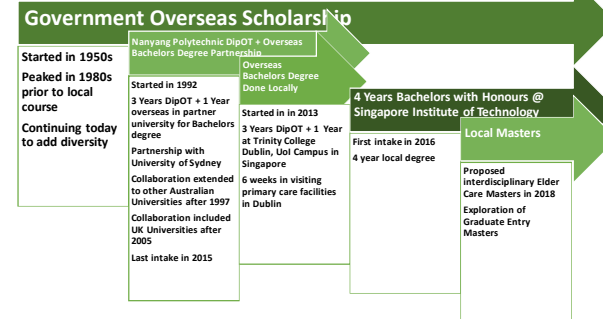 Government Overseas Scholarship
Started in 1950s
Peaked in 1980s
prior to local
course
Continuing today
to add diversity
Nanyang Polytechnic DipOT + Overseas
Bachelors Degree Partnership
Started in 1992
3 Years DipOT + 1 Year
overseas in partner
university for Bachelors
degree
Partnership with
University of Sydney
Collaboration extended
to other Australian
Universities after 1997
Collaboration included
UK Universities after
2005
Last intake in 2015
Overseas
Bachelors Degree
Done Locally
Started in in 2013
3 Years DipOT + 1 Year
at Trinity College
Dublin, UoI Campus in
Singapore
6 weeks in visiting
primary care facilities
in Dublin
4 Years Bachelors with Honours @
Singapore Institute of Technology
First intake in 2016
4 year local degree
Local Masters
Proposed
interdisciplinary Elder
Care Masters in 2018
Exploration of
Graduate Entry
Masters